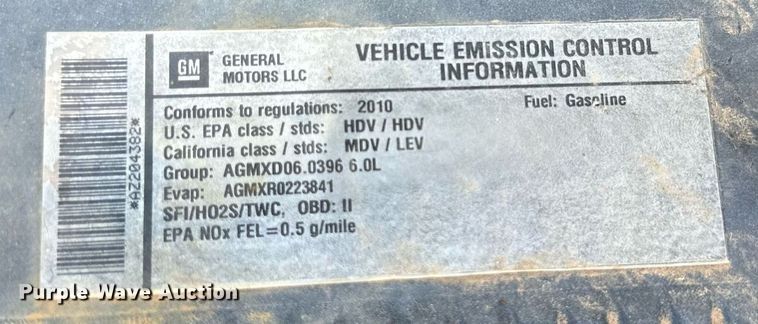 GM
GENERAL
MOTORS LLC
VEHICLE EMISSION CONTROL
INFORMATION
Conforms to regulations: 2010
Fuel: Gasoline
U.S. EPA class / stds: HDV / HDV
California class / stds: MDV / LEV
Group: AGMXD06.0396 6.0L
Evap: AGMXR0223841
SFI/HO2S/TWC, OBD: II
EPA NOx FEL=0.5 g/mile
*AZ204382*
Purple Wave Auction